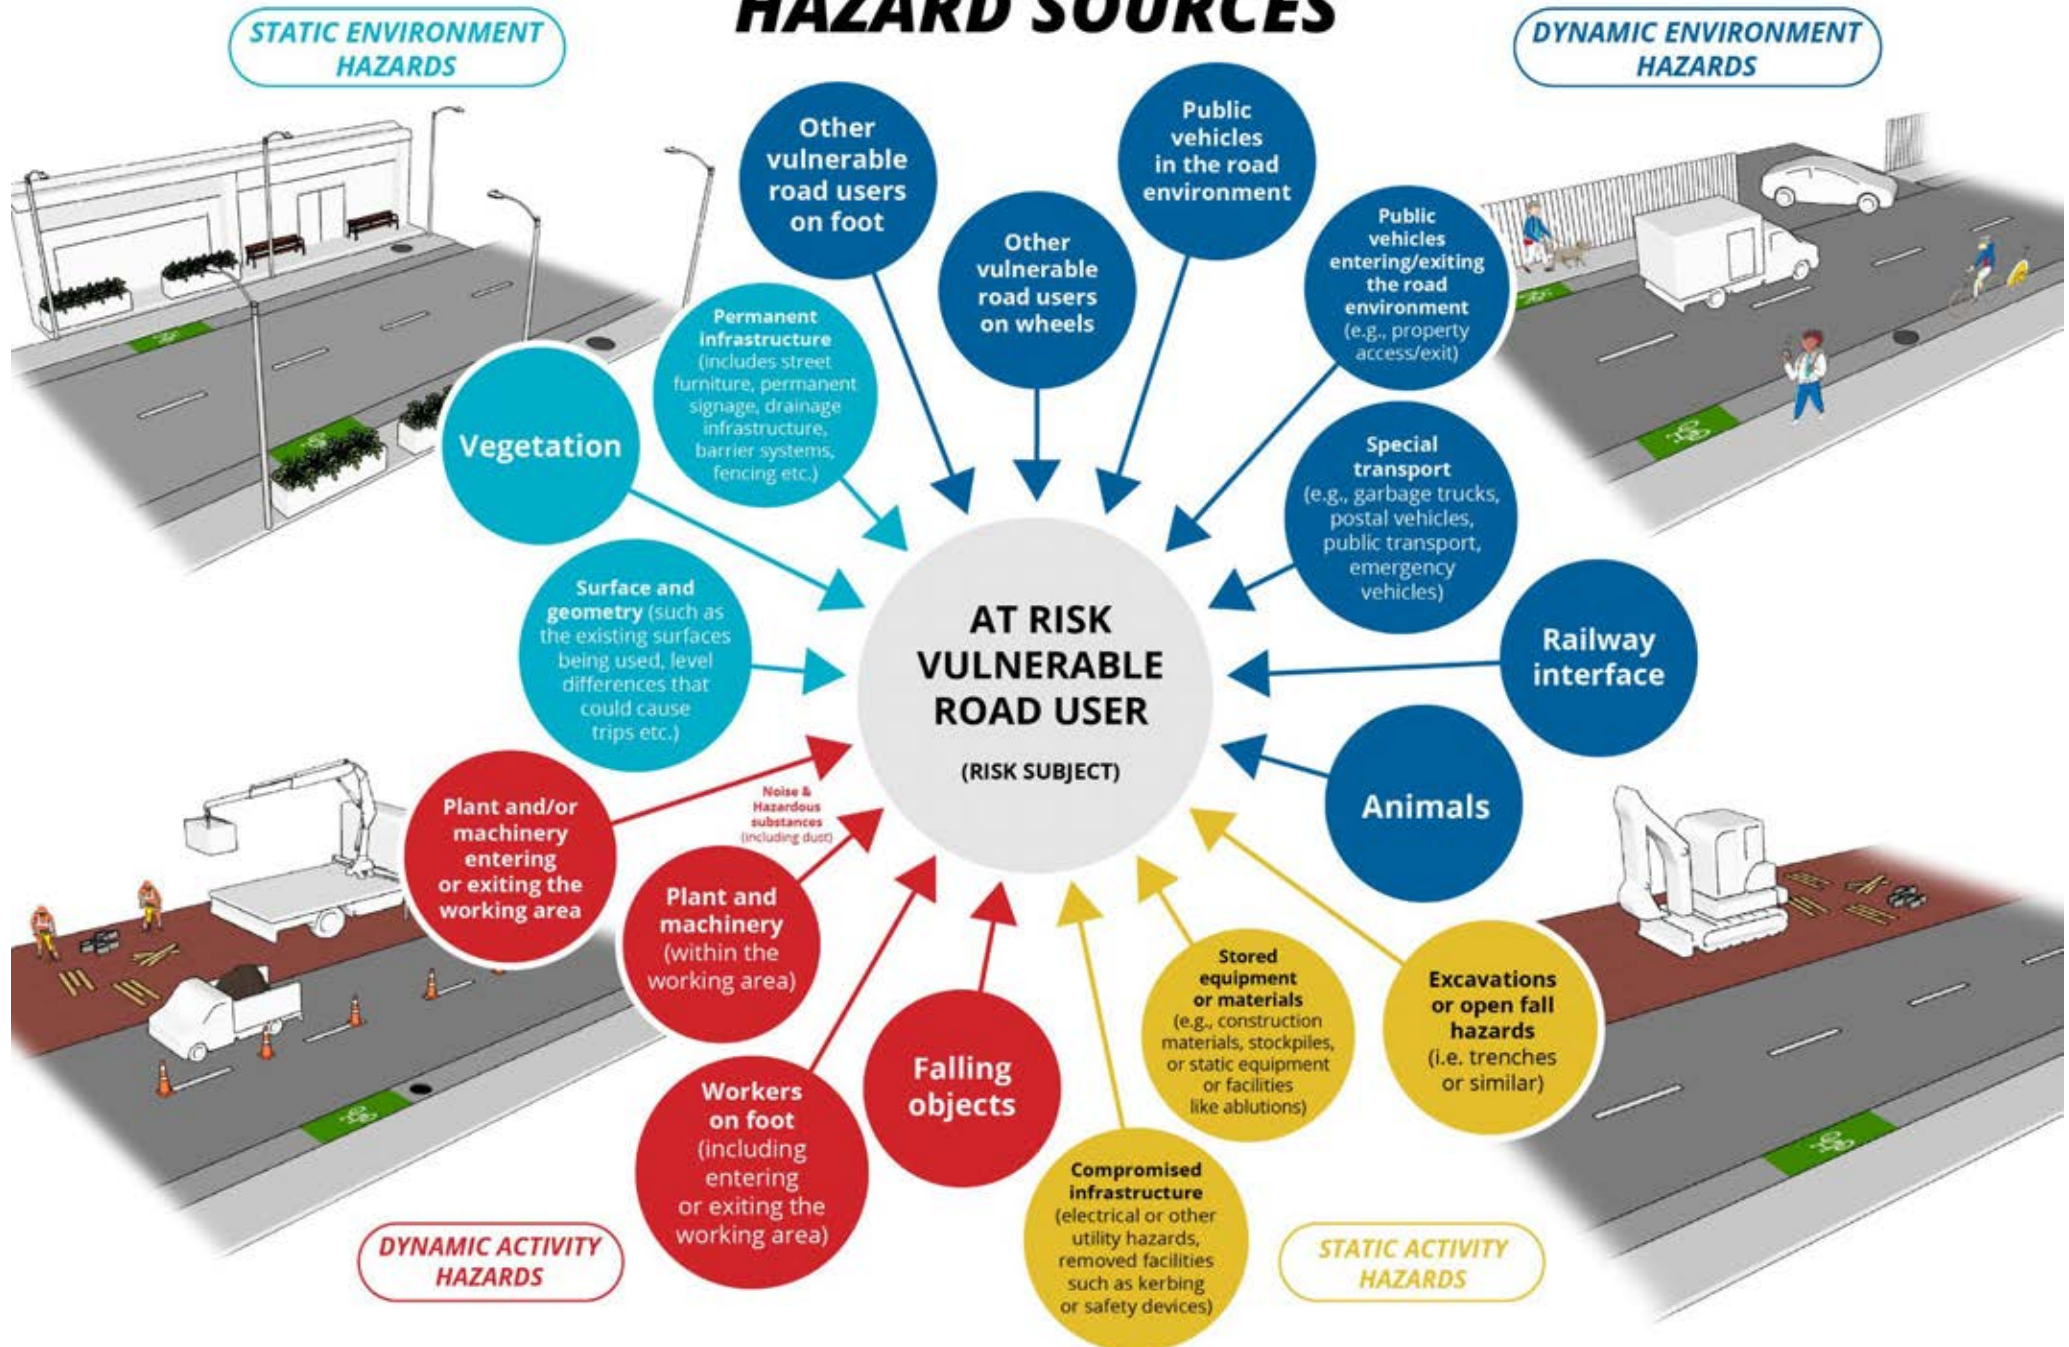 HAZARD SOURCES
STATIC ENVIRONMENT
HAZARDS
DYNAMIC ENVIRONMENT
HAZARDS
Other
vulnerable
road users
on foot
Other
vulnerable
road users
on wheels
Public
vehicles
in the road
environment
Public
vehicles
entering/exiting
the road
environment
(e.g., property
access/exit)
Permanent
infrastructure
(includes street
furniture, permanent
signage, drainage
infrastructure,
barrier systems,
fencing etc.)
Vegetation
Special
transport
(e.g., garbage trucks,
postal vehicles,
public transport,
emergency
vehicles)
Surface and
geometry (such as
the existing surfaces
being used, level
differences that
could cause
trips etc.)
AT RISK
VULNERABLE
ROAD USER
(RISK SUBJECT)
Railway
interface
Animals
Plant and/or
machinery
entering
or exiting the
working area
Noise &
Hazardous
substances
(including dust)
Plant and
machinery
(within the
working area)
Workers
on foot
(including
entering
or exiting the
working area)
Falling
objects
Compromised
infrastructure
(electrical or other
utility hazards,
removed facilities
such as kerbing
or safety devices)
Stored
equipment
or materials
(e.g., construction
materials, stockpiles,
or static equipment
or facilities
like ablutions)
Excavations
or open fall
hazards
(i.e. trenches
or similar)
DYNAMIC ACTIVITY
HAZARDS
STATIC ACTIVITY
HAZARDS